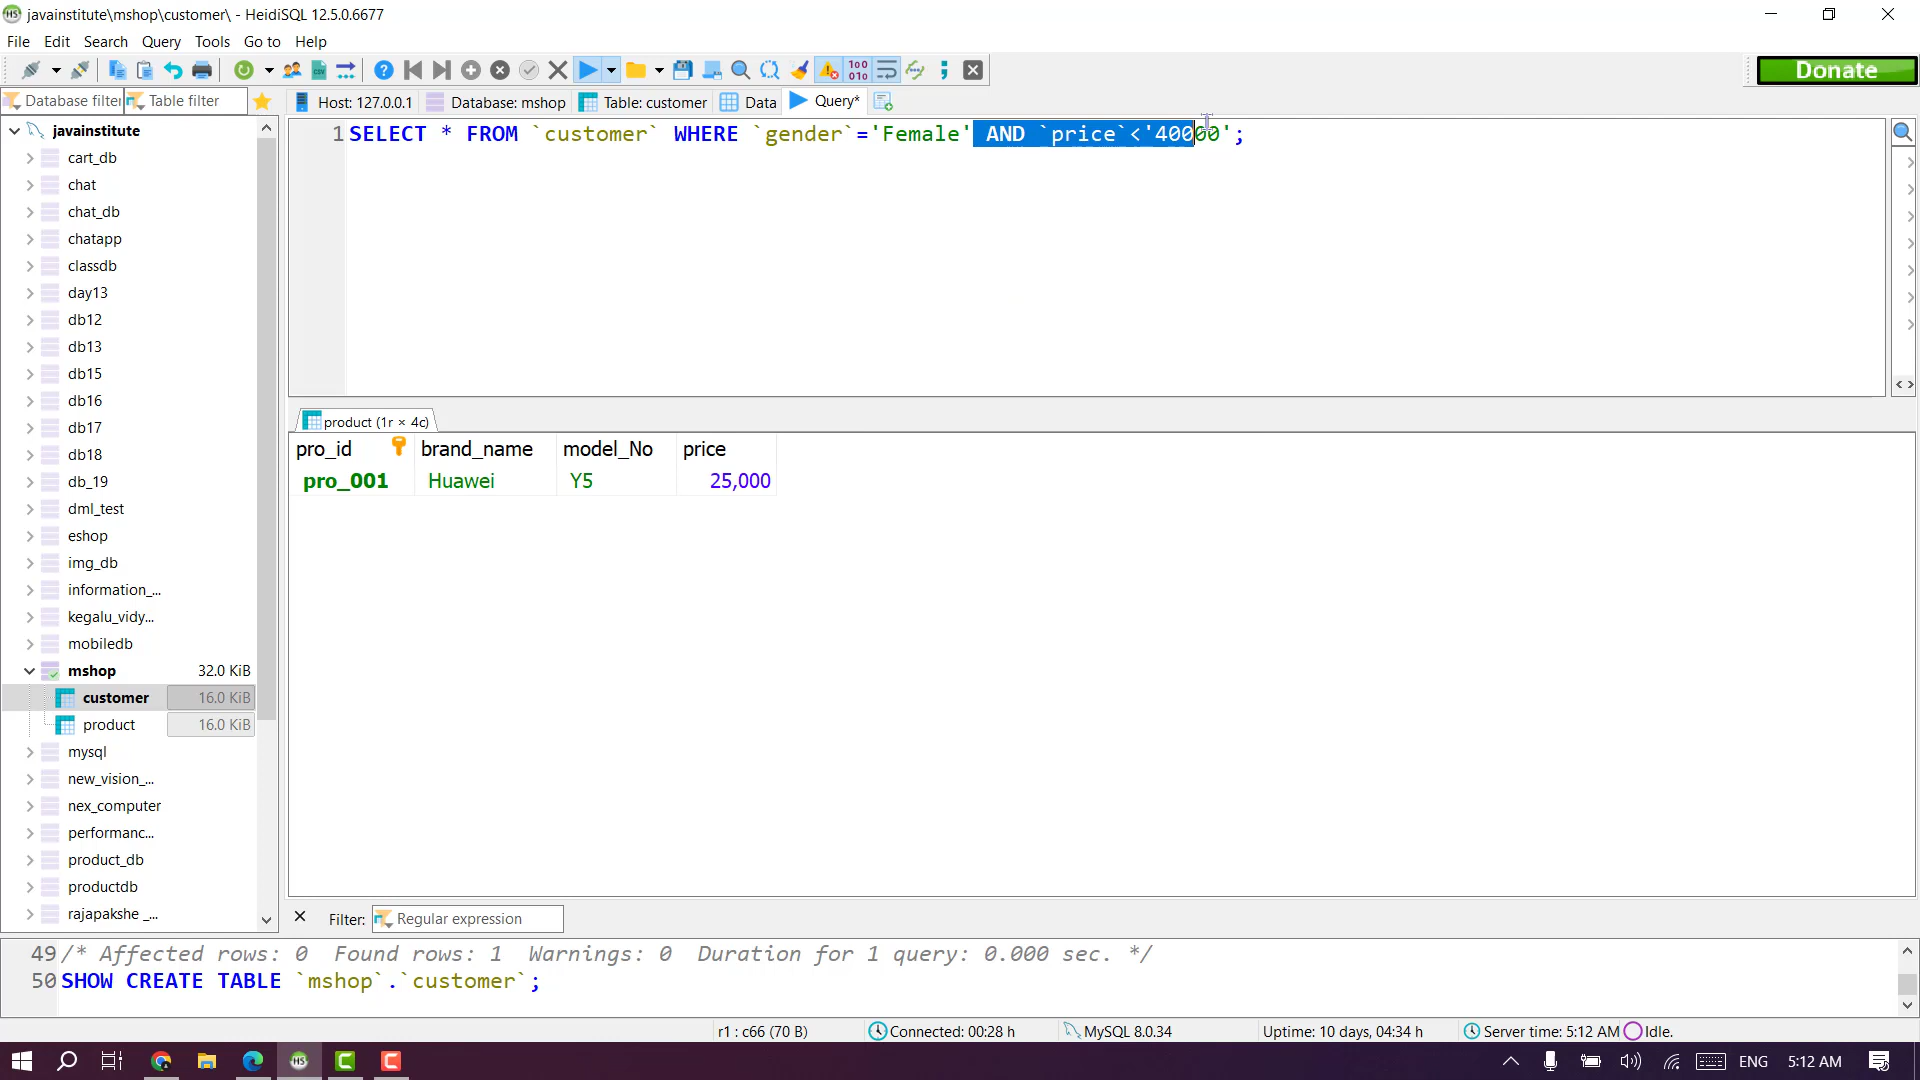 javainstitute\mshop\customer\ - HeidiSQL 12.5.0.6677
File Edit Search Query Tools Go to Help
Donate
Database filter Table filter Host: 127.0.0.1 Database: mshop Table: customer Data Query*
1 SELECT * FROM `customer` WHERE `gender`='Female' AND `price`<'40000';
javainstitute
cart_db
chat
chat_db
chatapp
classdb
day13
db12
db13
db15
db16
db17
db18
db_19
dml_test
eshop
img_db
information_...
kegalu_vidy...
mobiledb
mshop 32.0 KiB
customer 16.0 KiB
product 16.0 KiB
mysql
new_vision_...
nex_computer
performanc...
product_db
productdb
rajapakshe _...
product (1r × 4c)
pro_id brand_name model_No price
pro_001 Huawei Y5 25,000
Filter: Regular expression
49 /* Affected rows: 0 Found rows: 1 Warnings: 0 Duration for 1 query: 0.000 sec. */
50 SHOW CREATE TABLE `mshop`.`customer`;
r1 : c66 (70 B) Connected: 00:28 h MySQL 8.0.34 Uptime: 10 days, 04:34 h Server time: 5:12 AM Idle.
ENG 5:12 AM